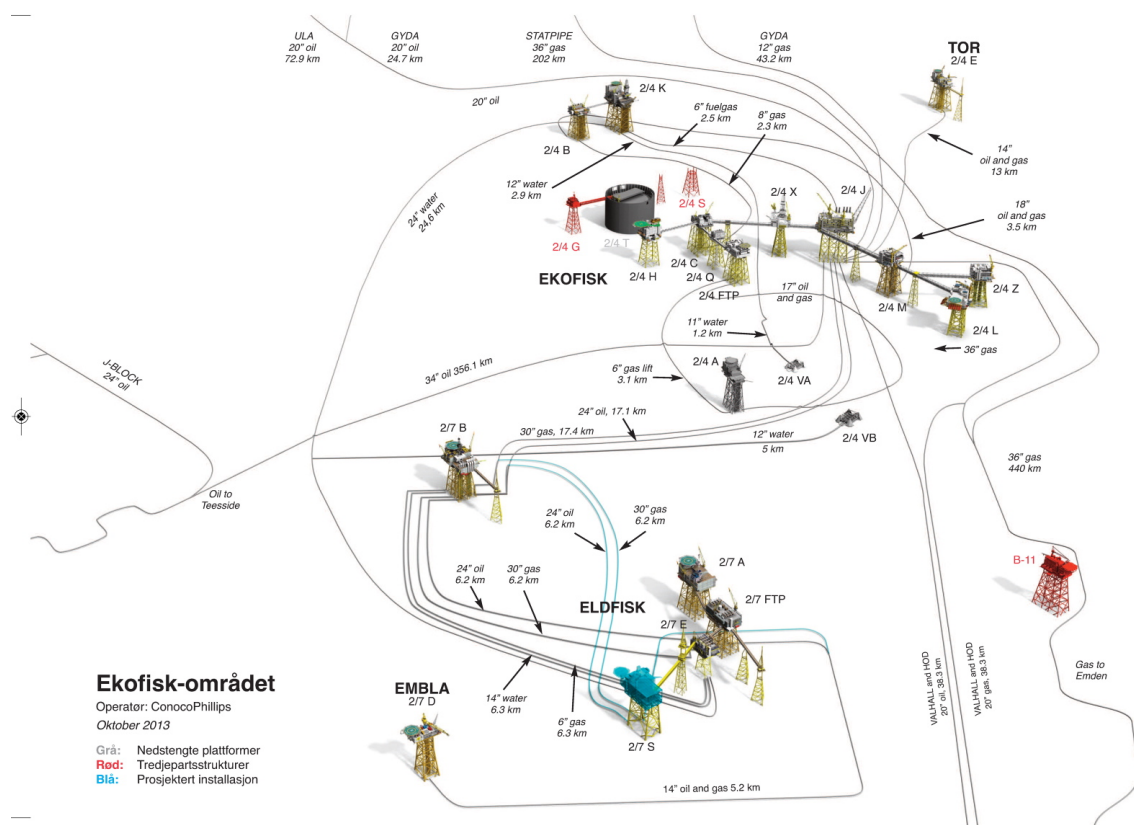 ULA
20" oil
72.9 km
GYDA
20" oil
24.7 km
STATPIPE
36" gas
202 km
GYDA
12" gas
43.2 km
TOR
2/4 E
20" oil
2/4 K
6" fuelgas
2.5 km
8" gas
2.3 km
2/4 B
14"
oil and gas
13 km
12" water
2.9 km
24" water
24,6 km
2/4 X
2/4 J
2/4 S
18"
oil and gas
3.5 km
2/4 G
2/4 T
EKOFISK
2/4 H
2/4 C
2/4 Q
2/4 FTP
17" oil
and gas
2/4 M
2/4 Z
2/4 L
11" water
1.2 km
36" gas
J-BLOCK
24" oil
34" oil 358.1 km
6" gas lift
3.1 km
2/4 A
2/4 VA
24" oil, 17.1 km
30" gas, 17.4 km
12" water
5 km
2/4 VB
2/7 B
36" gas
440 km
Oil to
Teesside
24" oil
6.2 km
30" gas
6.2 km
24" oil
6.2 km
30" gas
6.2 km
2/7 A
B-11
ELDFISK
2/7 FTP
2/7 E
VALHALL and HOD
20" oil, 38.3 km
VALHALL and HOD
20" gas, 38.3 km
Gas to
Emden
14" water
6.3 km
6" gas
6.3 km
2/7 S
EMBLA
2/7 D
14" oil and gas 5.2 km
Ekofisk-området
Operatør: ConocoPhillips
Oktober 2013
Grå: Nedstengte plattformer
Rød: Tredjepartsstrukturer
Blå: Prosjektert installasjon